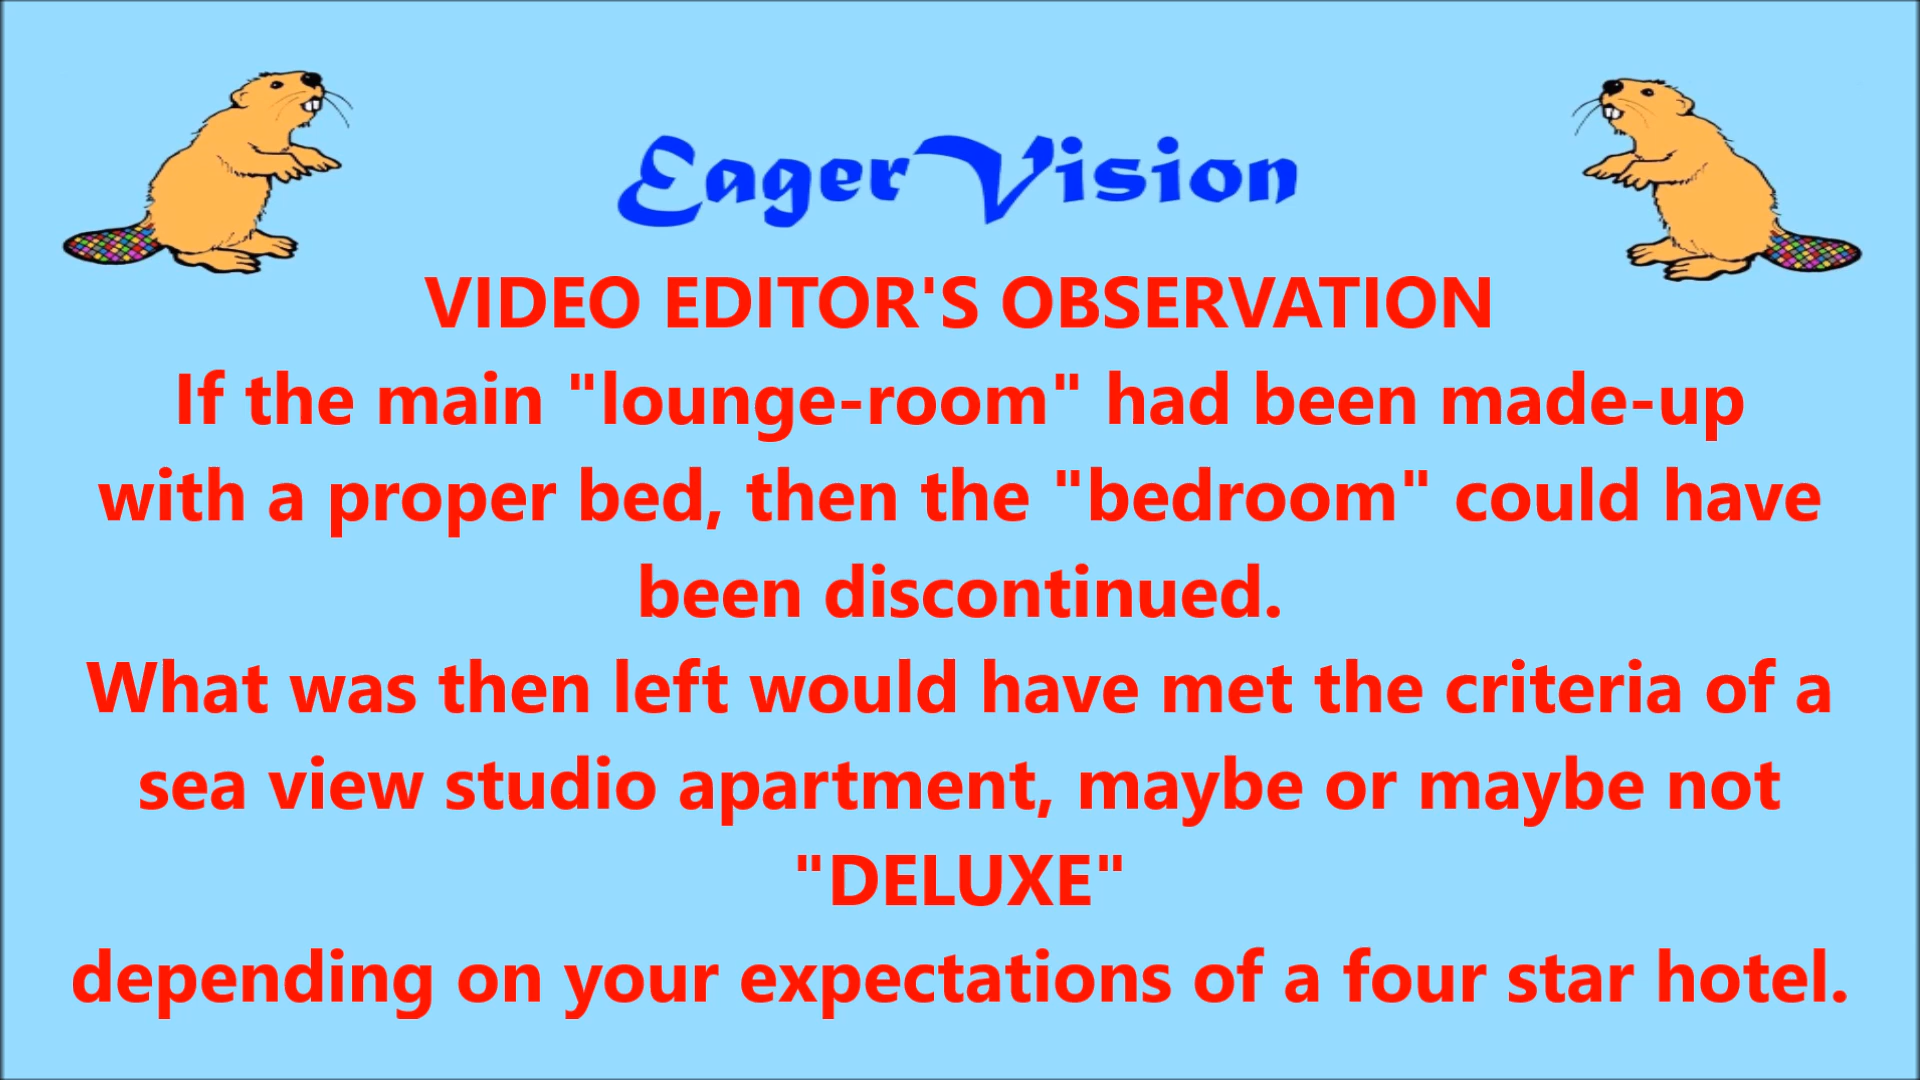 Eager Vision
VIDEO EDITOR'S OBSERVATION
If the main "lounge-room" had been made-up
with a proper bed, then the "bedroom" could have
been discontinued.
What was then left would have met the criteria of a
sea view studio apartment, maybe or maybe not
"DELUXE"
depending on your expectations of a four star hotel.